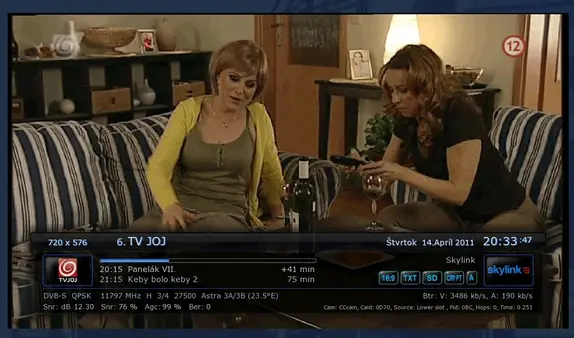 12
720 x 576
6. TV JOJ
Štvrtok 14.April 2011 20:33:47
TVJOJ
20:15 Panelák VII. +41 min
21:15 Keby bolo keby 2 75 min
Skylink
16:9 TXT SD CRYPT A
skylink
DVB-S QPSK 11797 MHz H 3/4 27500 Astra 3A/3B (23.5°E)
Btr: V: 3486 kb/s, A: 190 kb/s
Snr: dB 12.30 Snr: 76 % Agc: 99 % Ber: 0
Cam: CCcam, Caid: 0D70, Source: Lower slot , Pid: 08C, Hops: 0, Time: 0.251